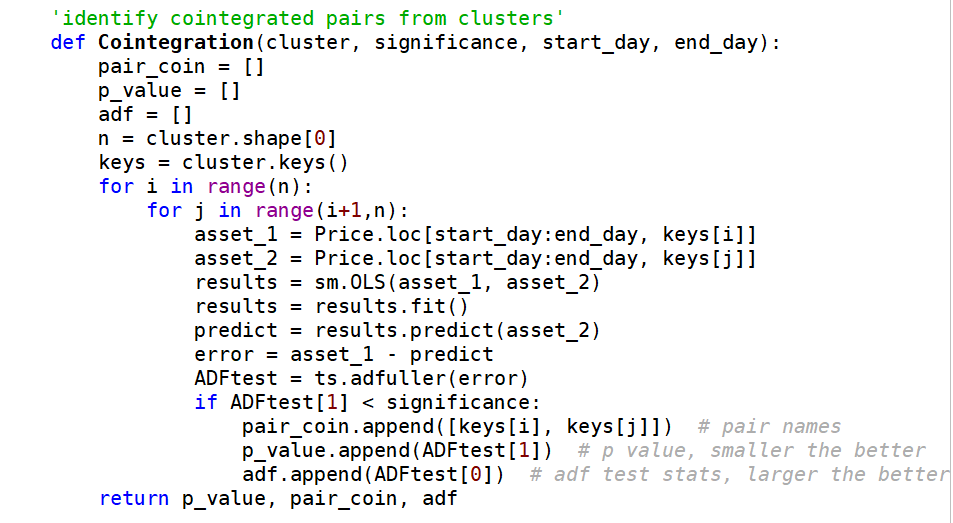 'identify cointegrated pairs from clusters'
def Cointegration(cluster, significance, start_day, end_day):
    pair_coin = []
    p_value = []
    adf = []
    n = cluster.shape[0]
    keys = cluster.keys()
    for i in range(n):
        for j in range(i+1,n):
            asset_1 = Price.loc[start_day:end_day, keys[i]]
            asset_2 = Price.loc[start_day:end_day, keys[j]]
            results = sm.OLS(asset_1, asset_2)
            results = results.fit()
            predict = results.predict(asset_2)
            error = asset_1 - predict
            ADFtest = ts.adfuller(error)
            if ADFtest[1] < significance:
                pair_coin.append([keys[i], keys[j]])  # pair names
                p_value.append(ADFtest[1])  # p value, smaller the better
                adf.append(ADFtest[0])  # adf test stats, larger the better
    return p_value, pair_coin, adf